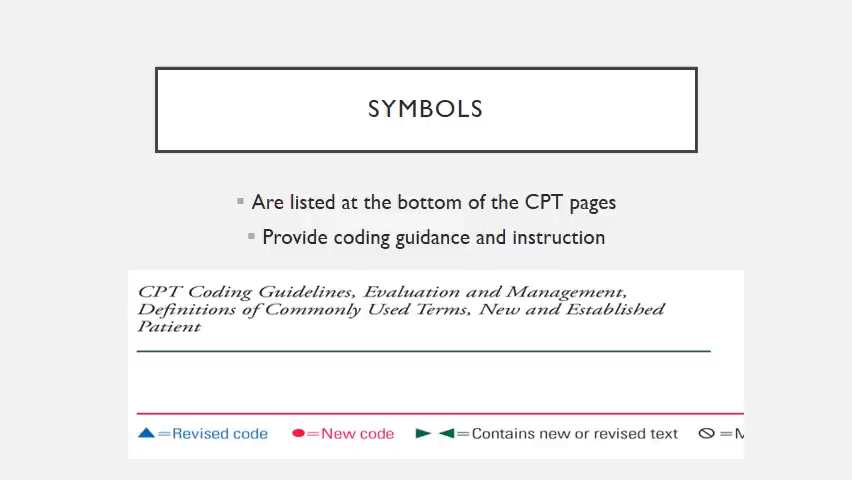 SYMBOLS
Are listed at the bottom of the CPT pages
Provide coding guidance and instruction
CPT Coding Guidelines, Evaluation and Management,
Definitions of Commonly Used Terms, New and Established
Patient
▲=Revised code ●=New code ► ◄=Contains new or revised text ⃠=